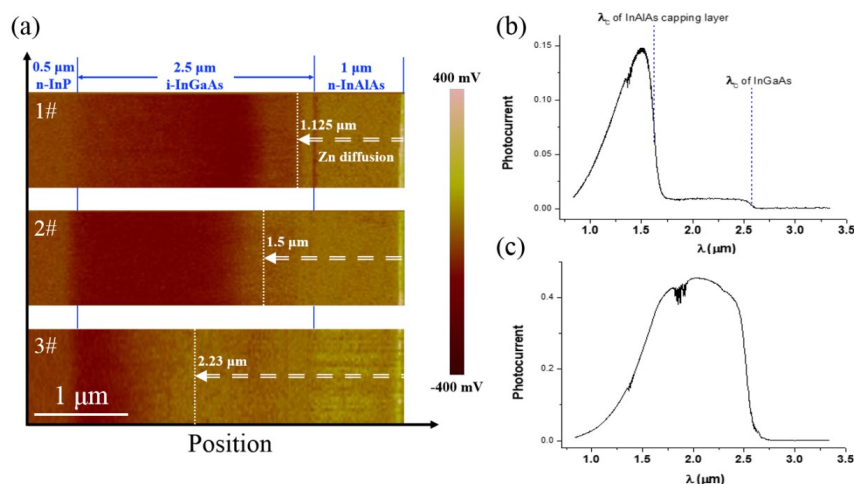 (a)
0.5 μm
n-InP
2.5 μm
i-InGaAs
1 μm
n-InAlAs
1#
1.125 μm
Zn diffusion
2#
1.5 μm
3#
2.23 μm
1 μm
Position
400 mV
-400 mV
(b)
λC of InAlAs capping layer
λC of InGaAs
Photocurrent
0.15
0.10
0.05
0.00
1.0 1.5 2.0 2.5 3.0 3.5
λ (μm)
(c)
Photocurrent
0.4
0.2
0.0
1.0 1.5 2.0 2.5 3.0 3.5
λ (μm)